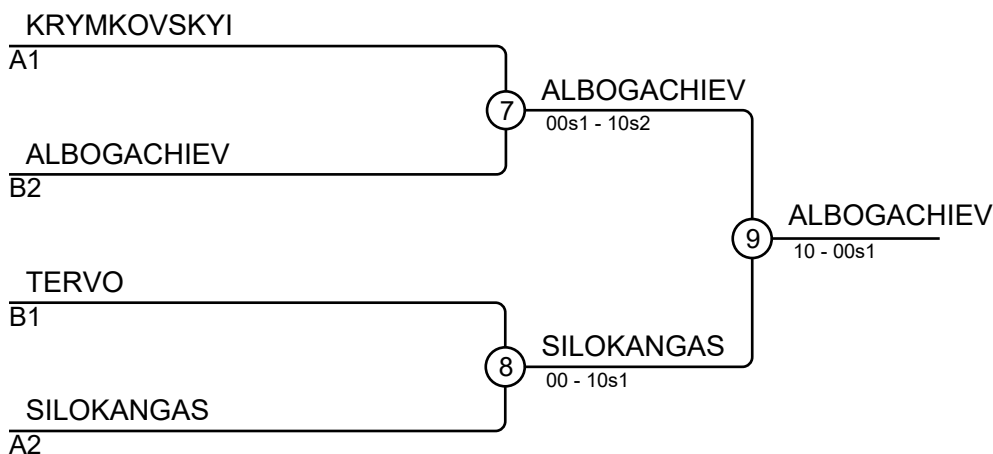 KRYMKOVSKYI
A1
7
ALBOGACHIEV
00s1 - 10s2
ALBOGACHIEV
B2
9
ALBOGACHIEV
10 - 00s1
TERVO
B1
8
SILOKANGAS
00 - 10s1
SILOKANGAS
A2